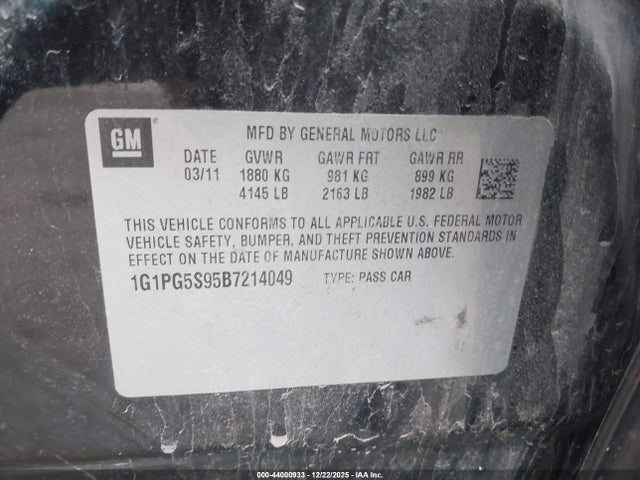 GM
MFD BY GENERAL MOTORS LLC
DATE GVWR GAWR FRT GAWR RR
03/11 1880 KG 981 KG 899 KG
4145 LB 2163 LB 1982 LB
THIS VEHICLE CONFORMS TO ALL APPLICABLE U.S. FEDERAL MOTOR
VEHICLE SAFETY, BUMPER, AND THEFT PREVENTION STANDARDS IN
EFFECT ON THE DATE OF MANUFACTURE SHOWN ABOVE.
1G1PG5S95B7214049 TYPE: PASS CAR
000-44000933 - 12/22/2025 - IAA Inc.